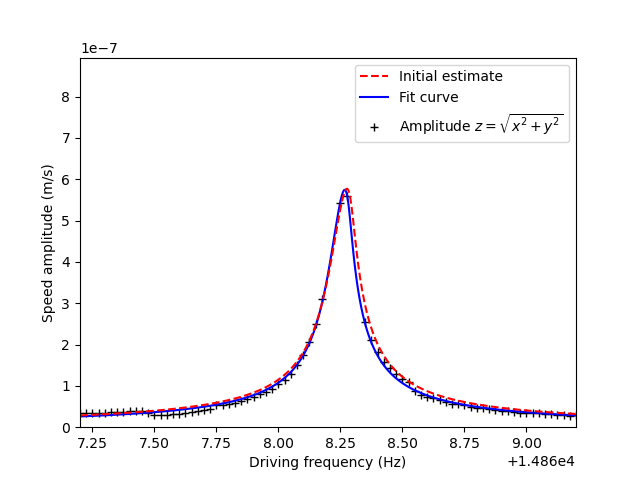 1e−7
Initial estimate
Fit curve
Amplitude z = √x² + y²
8
7
6
5
4
3
2
1
0
Speed amplitude (m/s)
7.25 7.50 7.75 8.00 8.25 8.50 8.75 9.00
Driving frequency (Hz)
+1.486e4